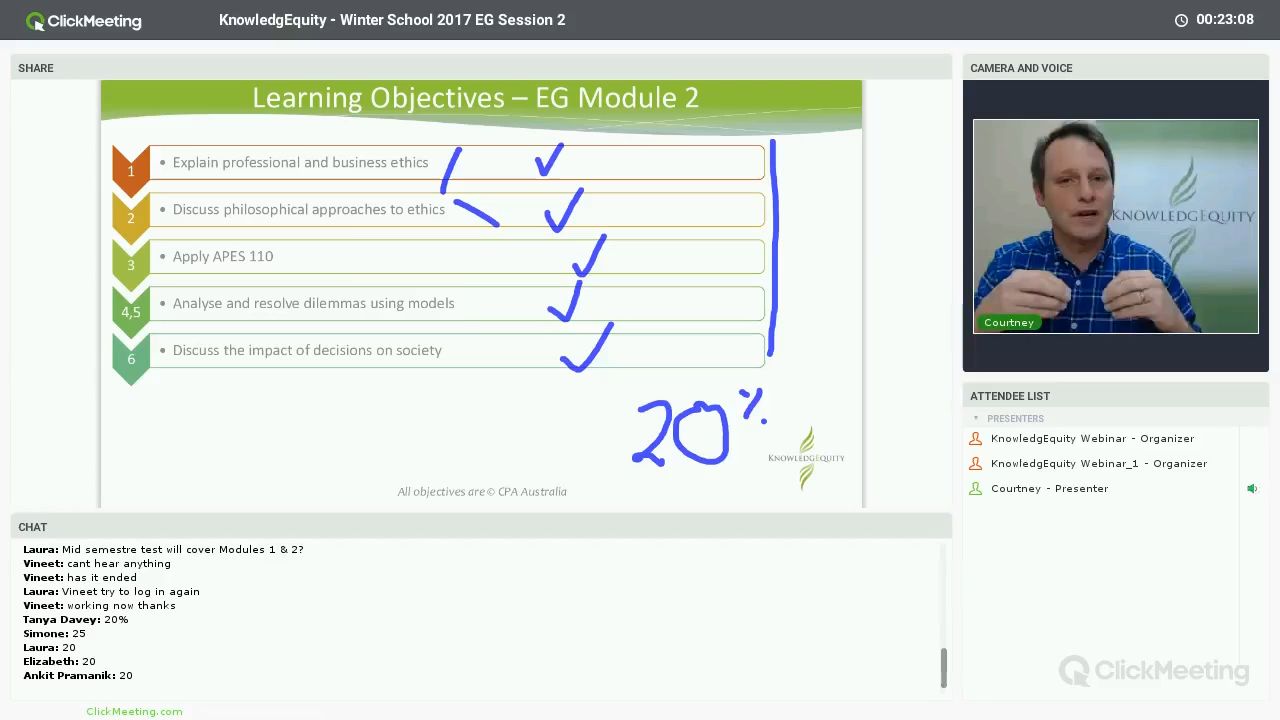 ClickMeeting
KnowledgEquity - Winter School 2017 EG Session 2
00:23:08
SHARE
Learning Objectives – EG Module 2
1
• Explain professional and business ethics
2
• Discuss philosophical approaches to ethics
3
• Apply APES 110
4,5
• Analyse and resolve dilemmas using models
6
• Discuss the impact of decisions on society
20%
KNOWLEDGEQUITY
All objectives are © CPA Australia
CAMERA AND VOICE
KNOWLEDGEQUITY
Courtney
ATTENDEE LIST
PRESENTERS
KnowledgEquity Webinar - Organizer
KnowledgEquity Webinar_1 - Organizer
Courtney - Presenter
CHAT
Laura: Mid semestre test will cover Modules 1 & 2?
Vineet: cant hear anything
Vineet: has it ended
Laura: Vineet try to log in again
Vineet: working now thanks
Tanya Davey: 20%
Simone: 25
Laura: 20
Elizabeth: 20
Ankit Pramanik: 20
ClickMeeting
ClickMeeting.com